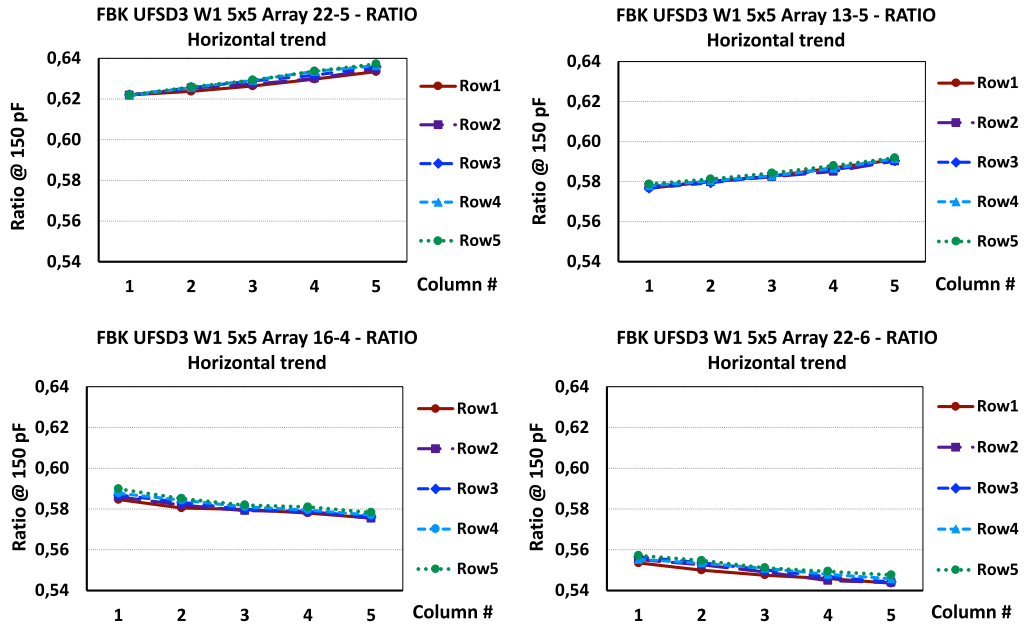 FBK UFSD3 W1 5x5 Array 22-5 - RATIO
Horizontal trend
Ratio @ 150 pF
0,64
0,62
0,60
0,58
0,56
0,54
1 2 3 4 5 Column #
Row1
Row2
Row3
Row4
Row5
FBK UFSD3 W1 5x5 Array 13-5 - RATIO
Horizontal trend
Ratio @ 150 pF
0,64
0,62
0,60
0,58
0,56
0,54
1 2 3 4 5 Column #
Row1
Row2
Row3
Row4
Row5
FBK UFSD3 W1 5x5 Array 16-4 - RATIO
Horizontal trend
Ratio @ 150 pF
0,64
0,62
0,60
0,58
0,56
0,54
1 2 3 4 5 Column #
Row1
Row2
Row3
Row4
Row5
FBK UFSD3 W1 5x5 Array 22-6 - RATIO
Horizontal trend
Ratio @ 150 pF
0,64
0,62
0,60
0,58
0,56
0,54
1 2 3 4 5 Column #
Row1
Row2
Row3
Row4
Row5